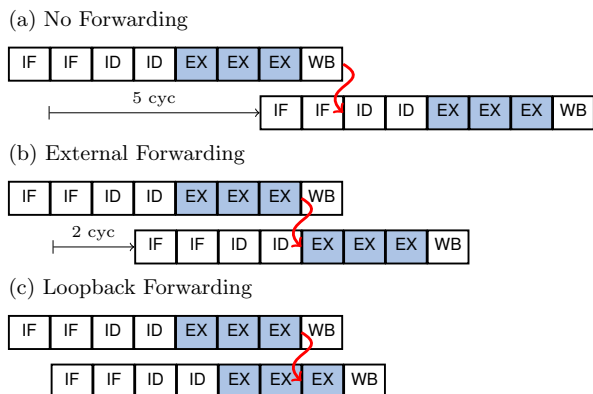 (a) No Forwarding
IF IF ID ID EX EX EX WB
5 cyc
IF IF ID ID EX EX EX WB
(b) External Forwarding
IF IF ID ID EX EX EX WB
2 cyc
IF IF ID ID EX EX EX WB
(c) Loopback Forwarding
IF IF ID ID EX EX EX WB
IF IF ID ID EX EX EX WB